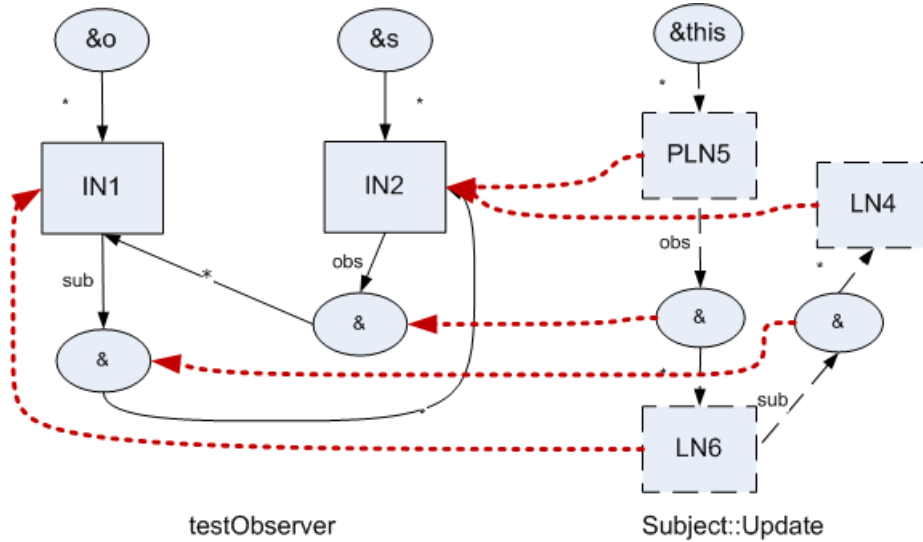 &o
&s
&this
*
*
*
IN1
IN2
PLN5
LN4
sub
obs
*
obs
*
&
&
&
&
*
*
sub
LN6
testObserver
Subject::Update